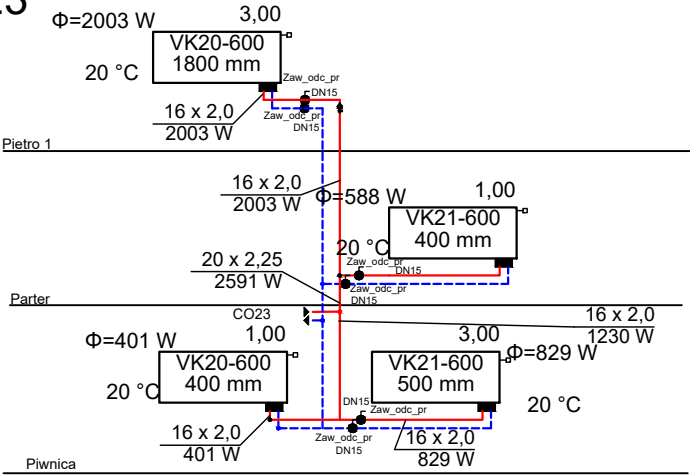 Φ=2003 W
3,00
VK20-600
1800 mm
20 °C
Zaw_odc_pr
DN15
16 x 2,0
2003 W
Zaw_odc_pr
DN15
Pietro 1
16 x 2,0
2003 W
Φ=588 W
1,00
VK21-600
400 mm
20 °C
Zaw_odc_pr
DN15
20 x 2,25
2591 W
Zaw_odc_pr
DN15
Parter
CO23
16 x 2,0
1230 W
Φ=401 W
1,00
3,00
Φ=829 W
VK20-600
400 mm
VK21-600
500 mm
20 °C
20 °C
DN15
Zaw_odc_pr
16 x 2,0
401 W
Zaw_odc_pr
DN15
16 x 2,0
829 W
Piwnica